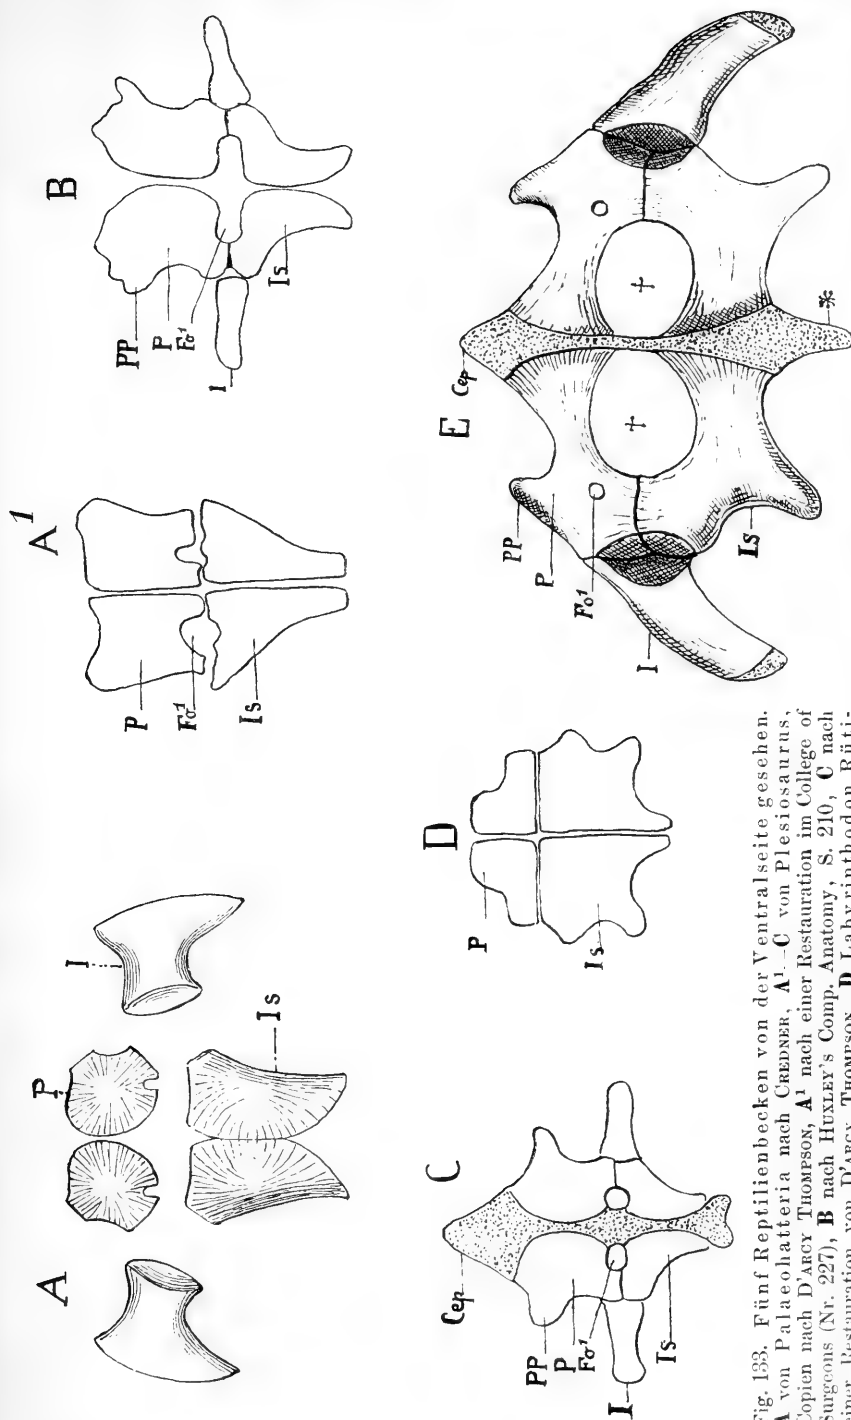 A
I
P
Is
A¹
P
Fo¹
Is
B
PP
P
Fo¹
I
Is
C
Cep
PP
P
Fo¹
I
Is
D
P
Is
E
Cep
PP
P
Fo¹
I
Is
†
†
*
Fig. 133. Fünf Reptilienbecken von der Ventralseite gesehen.
A von Palaeohatteria nach CREDNER, A¹–C von Plesiosaurus,
Copien nach D'ARCY THOMPSON, A¹ nach einer Restauration im College of
Surgeons (Nr. 227), B nach HUXLEY's Comp. Anatomy, S. 210, C nach
einer Restauration von D'ARCY THOMPSON, D Labyrinthodon Rüti-